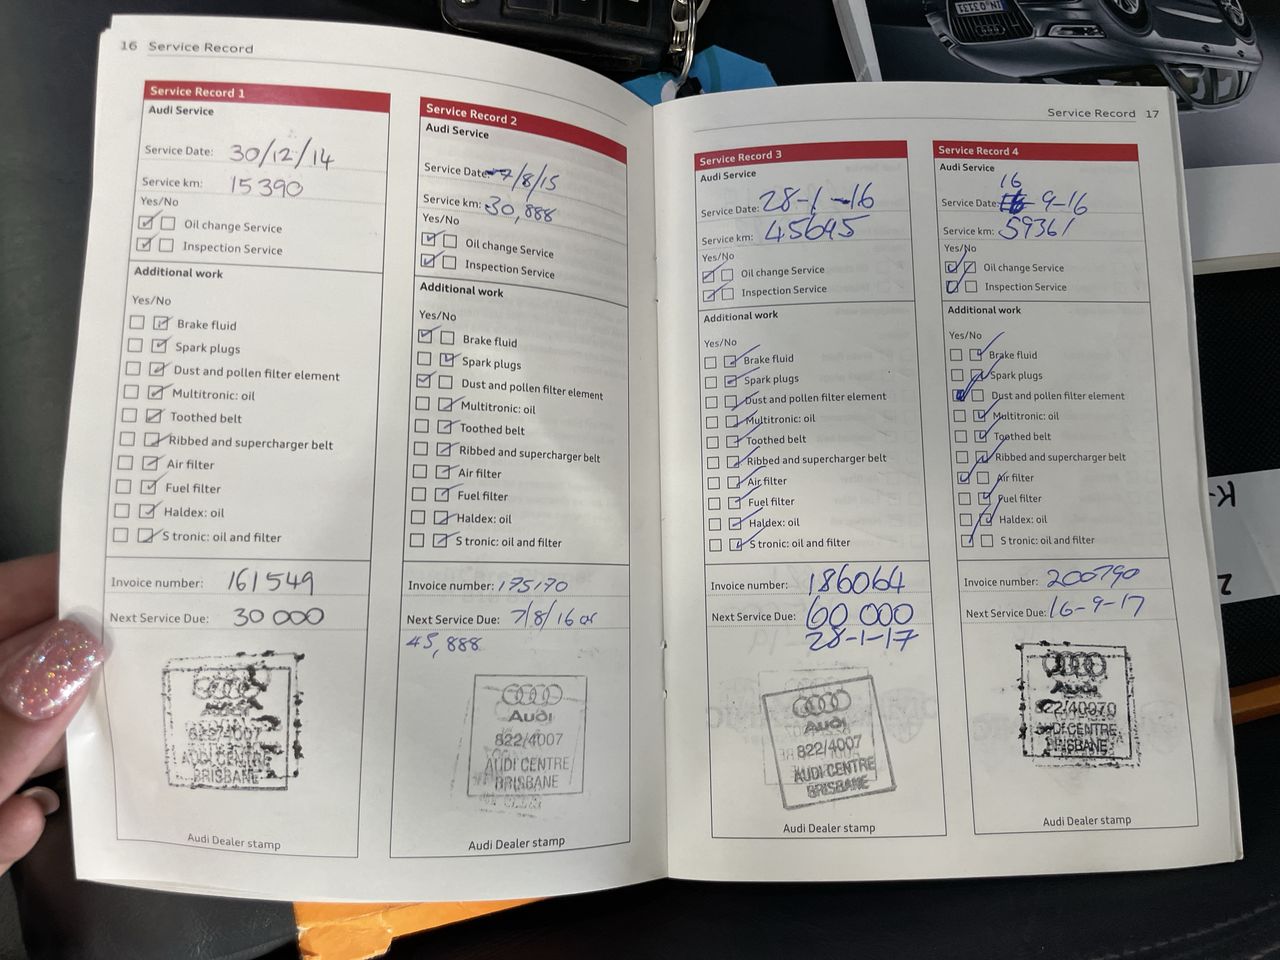 16 Service Record
Service Record 1
Audi Service
Service Date: 30/12/14
Service km: 15390
Yes/No
Oil change Service
Inspection Service
Additional work
Yes/No
Brake fluid
Spark plugs
Dust and pollen filter element
Multitronic: oil
Toothed belt
Ribbed and supercharger belt
Air filter
Fuel filter
Haldex: oil
S tronic: oil and filter
Invoice number: 161549
Next Service Due: 30 000
Audi
822/4007
AUDI CENTRE
BRISBANE
Audi Dealer stamp
Service Record 2
Audi Service
Service Date: 7/8/15
Service km: 30,888
Yes/No
Oil change Service
Inspection Service
Additional work
Yes/No
Brake fluid
Spark plugs
Dust and pollen filter element
Multitronic: oil
Toothed belt
Ribbed and supercharger belt
Air filter
Fuel filter
Haldex: oil
S tronic: oil and filter
Invoice number: 175170
Next Service Due: 7/8/16 or
45,888
Audi
822/4007
AUDI CENTRE
BRISBANE
Audi Dealer stamp
Service Record 17
Service Record 3
Audi Service
Service Date: 28-1-16
Service km: 45645
Yes/No
Oil change Service
Inspection Service
Additional work
Yes/No
Brake fluid
Spark plugs
Dust and pollen filter element
Multitronic: oil
Toothed belt
Ribbed and supercharger belt
Air filter
Fuel filter
Haldex: oil
S tronic: oil and filter
Invoice number: 186064
Next Service Due: 60 000
28-1-17
Audi
822/4007
AUDI CENTRE
BRISBANE
Audi Dealer stamp
Service Record 4
Audi Service
16
Service Date: 9-16
Service km: 59361
Yes/No
Oil change Service
Inspection Service
Additional work
Yes/No
Brake fluid
Spark plugs
Dust and pollen filter element
Multitronic: oil
Toothed belt
Ribbed and supercharger belt
Air filter
Fuel filter
Haldex: oil
S tronic: oil and filter
Invoice number: 200790
Next Service Due: 16-9-17
Audi
822/40070
AUDI CENTRE
BRISBANE
Audi Dealer stamp